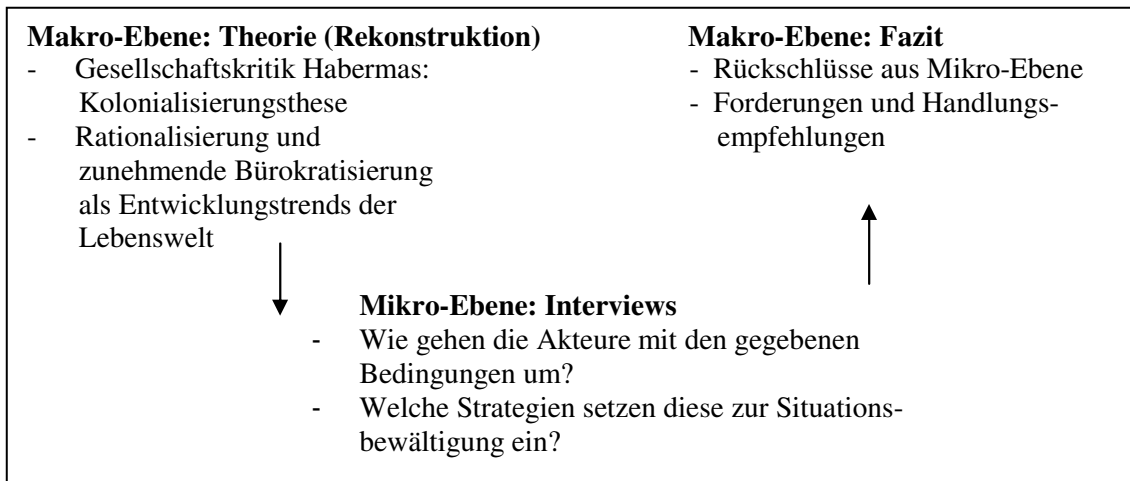 Makro-Ebene: Theorie (Rekonstruktion)
- Gesellschaftskritik Habermas:
Kolonialisierungsthese
- Rationalisierung und
zunehmende Bürokratisierung
als Entwicklungstrends der
Lebenswelt
Makro-Ebene: Fazit
- Rückschlüsse aus Mikro-Ebene
- Forderungen und Handlungs-
empfehlungen
Mikro-Ebene: Interviews
- Wie gehen die Akteure mit den gegebenen
Bedingungen um?
- Welche Strategien setzen diese zur Situations-
bewältigung ein?